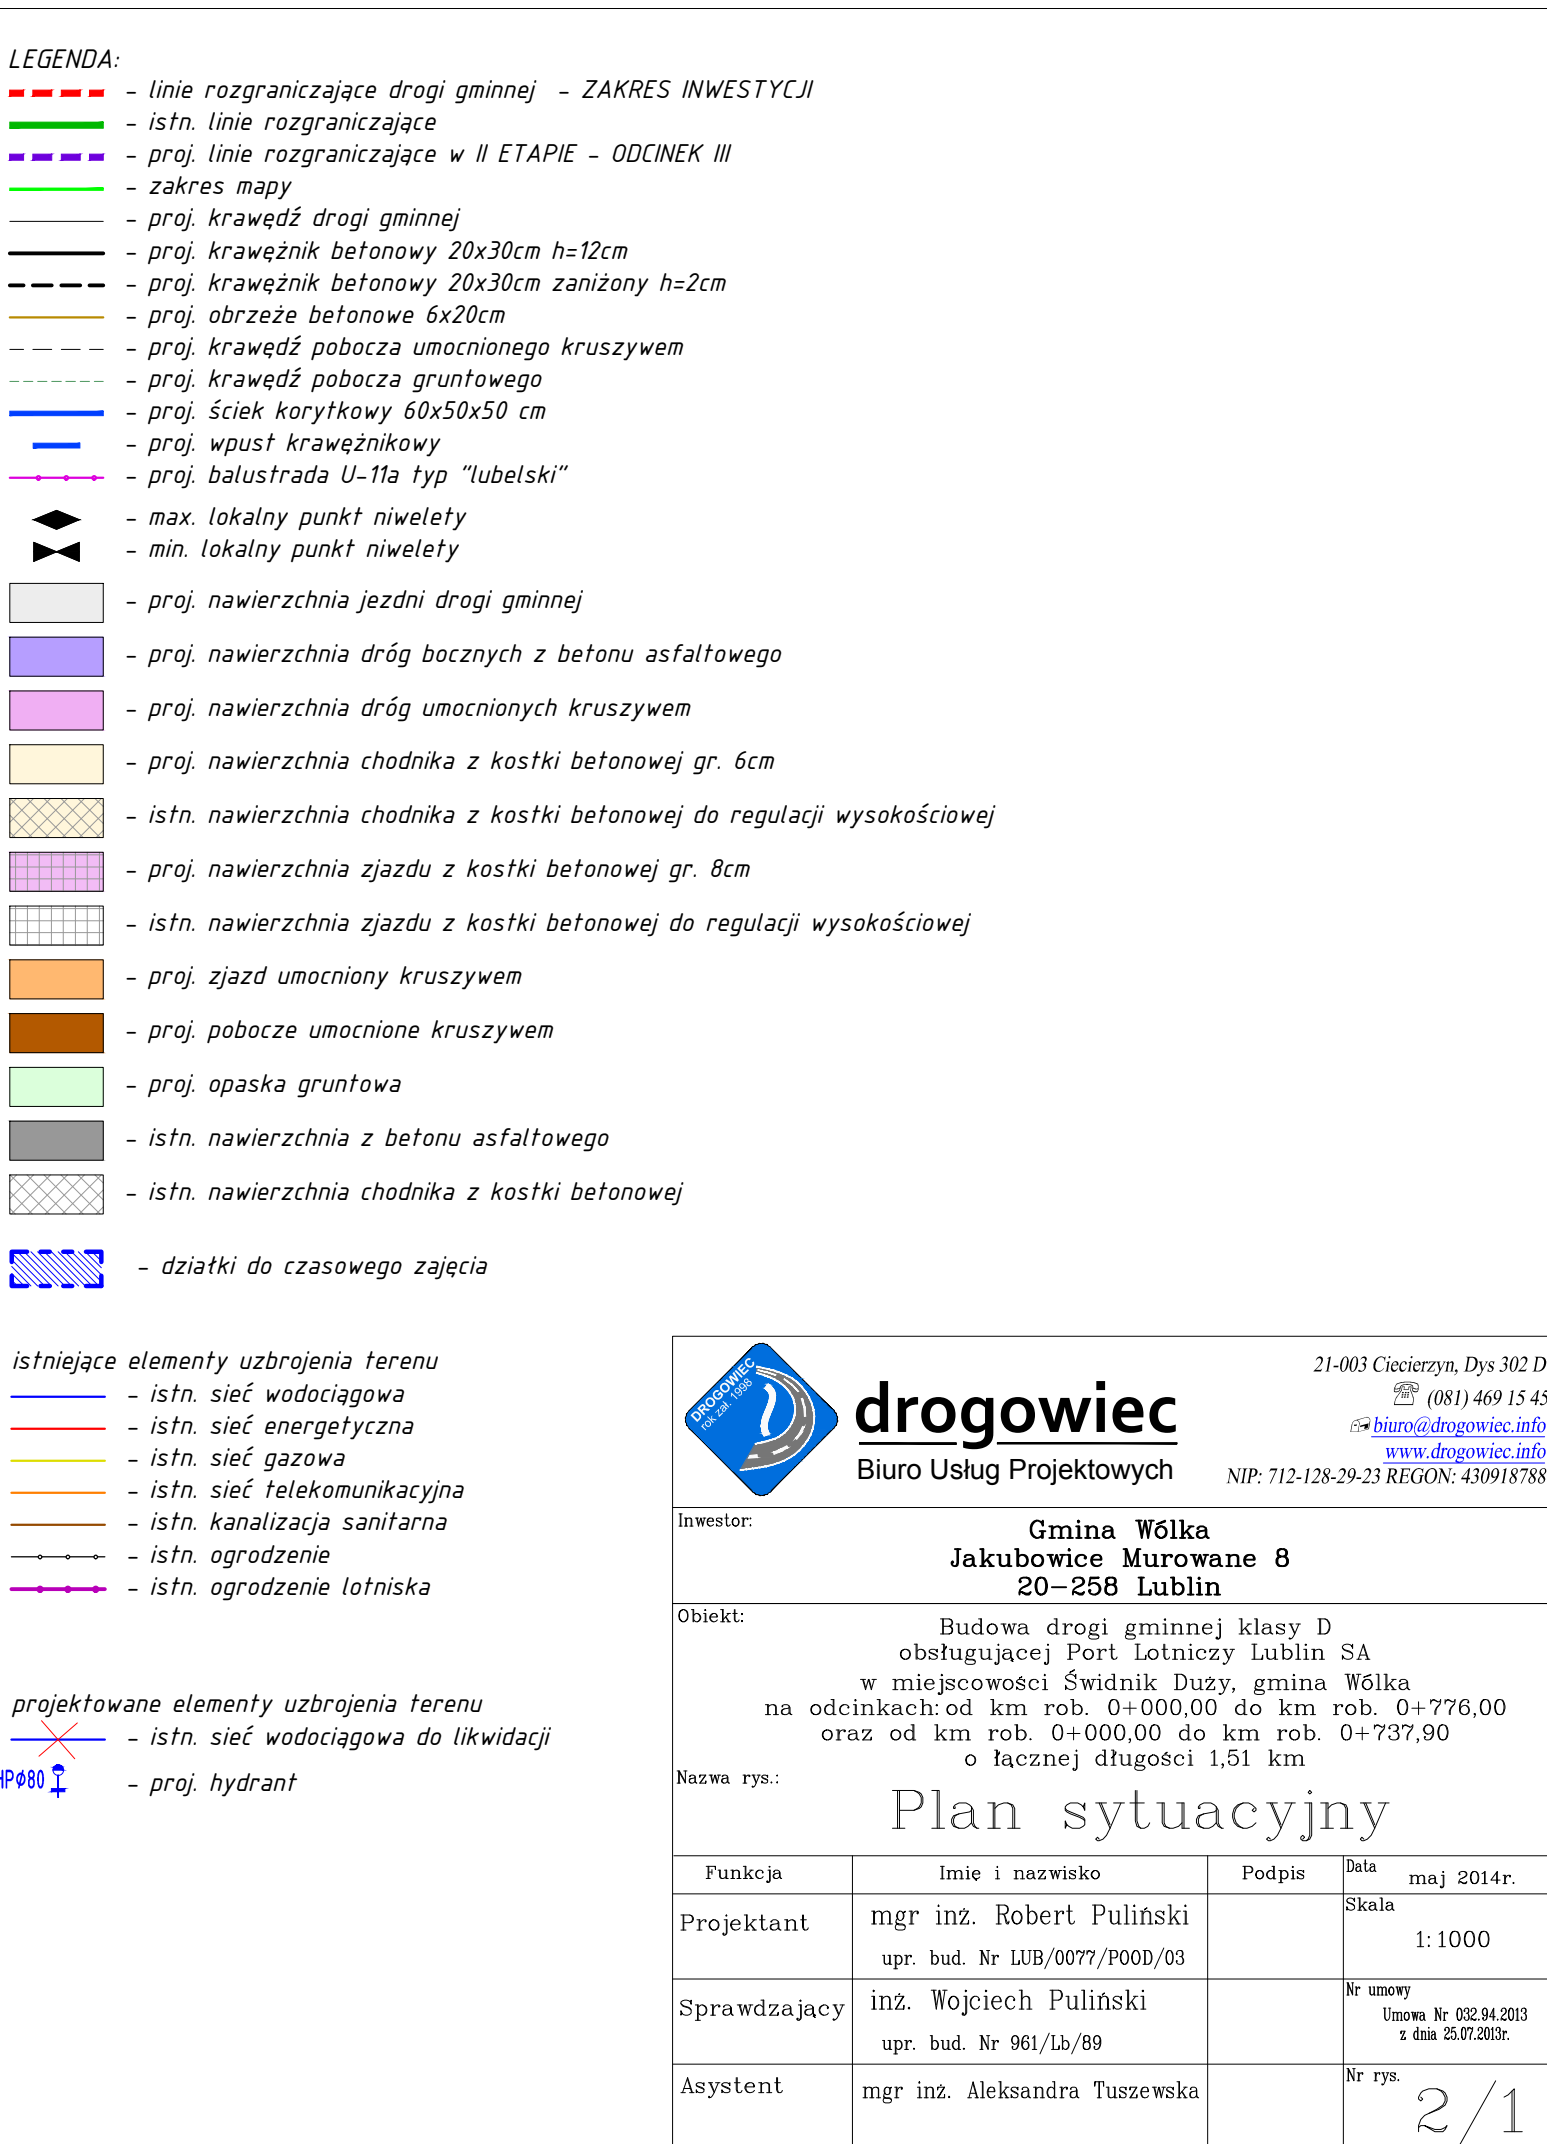 LEGENDA:
- linie rozgraniczające drogi gminnej - ZAKRES INWESTYCJI
- istn. linie rozgraniczające
- proj. linie rozgraniczające w II ETAPIE - ODCINEK III
- zakres mapy
- proj. krawędź drogi gminnej
- proj. krawężnik betonowy 20x30cm h=12cm
- proj. krawężnik betonowy 20x30cm zaniżony h=2cm
- proj. obrzeże betonowe 6x20cm
- proj. krawędź pobocza umocnionego kruszywem
- proj. krawędź pobocza gruntowego
- proj. ściek korytkowy 60x50x50 cm
- proj. wpust krawężnikowy
- proj. balustrada U-11a typ "lubelski"
- max. lokalny punkt niwelety
- min. lokalny punkt niwelety
- proj. nawierzchnia jezdni drogi gminnej
- proj. nawierzchnia dróg bocznych z betonu asfaltowego
- proj. nawierzchnia dróg umocnionych kruszywem
- proj. nawierzchnia chodnika z kostki betonowej gr. 6cm
- istn. nawierzchnia chodnika z kostki betonowej do regulacji wysokościowej
- proj. nawierzchnia zjazdu z kostki betonowej gr. 8cm
- istn. nawierzchnia zjazdu z kostki betonowej do regulacji wysokościowej
- proj. zjazd umocniony kruszywem
- proj. pobocze umocnione kruszywem
- proj. opaska gruntowa
- istn. nawierzchnia z betonu asfaltowego
- istn. nawierzchnia chodnika z kostki betonowej
- działki do czasowego zajęcia
istniejące elementy uzbrojenia terenu
- istn. sieć wodociągowa
- istn. sieć energetyczna
- istn. sieć gazowa
- istn. sieć telekomunikacyjna
- istn. kanalizacja sanitarna
- istn. ogrodzenie
- istn. ogrodzenie lotniska
projektowane elementy uzbrojenia terenu
- istn. sieć wodociągowa do likwidacji
HPø80 - proj. hydrant
DROGOWIEC
rok zał. 1998
drogowiec
Biuro Usług Projektowych
21-003 Ciecierzyn, Dys 302 D
(081) 469 15 45
biuro@drogowiec.info
www.drogowiec.info
NIP: 712-128-29-23 REGON: 430918788
Inwestor:
Gmina Wólka
Jakubowice Murowane 8
20-258 Lublin
Obiekt:
Budowa drogi gminnej klasy D
obsługującej Port Lotniczy Lublin SA
w miejscowości Świdnik Duży, gmina Wólka
na odcinkach: od km rob. 0+000,00 do km rob. 0+776,00
oraz od km rob. 0+000,00 do km rob. 0+737,90
o łącznej długości 1,51 km
Nazwa rys.:
Plan sytuacyjny
Funkcja Imię i nazwisko Podpis Data maj 2014r.
Projektant mgr inż. Robert Puliński
upr. bud. Nr LUB/0077/POOD/03
Skala
1:1000
Sprawdzający inż. Wojciech Puliński
upr. bud. Nr 961/Lb/89
Nr umowy
Umowa Nr 032.94.2013
z dnia 25.07.2013r.
Asystent mgr inż. Aleksandra Tuszewska
Nr rys.
2/1